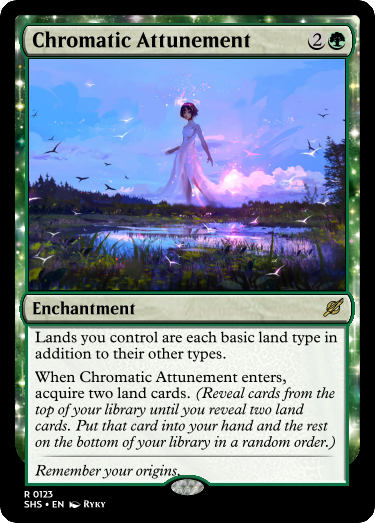 Chromatic Attunement 2
Enchantment
Lands you control are each basic land type in
addition to their other types.
When Chromatic Attunement enters,
acquire two land cards. (Reveal cards from the
top of your library until you reveal two land
cards. Put that card into your hand and the rest
on the bottom of your library in a random order.)
Remember your origins.
R 0123
SHS • EN Ryky